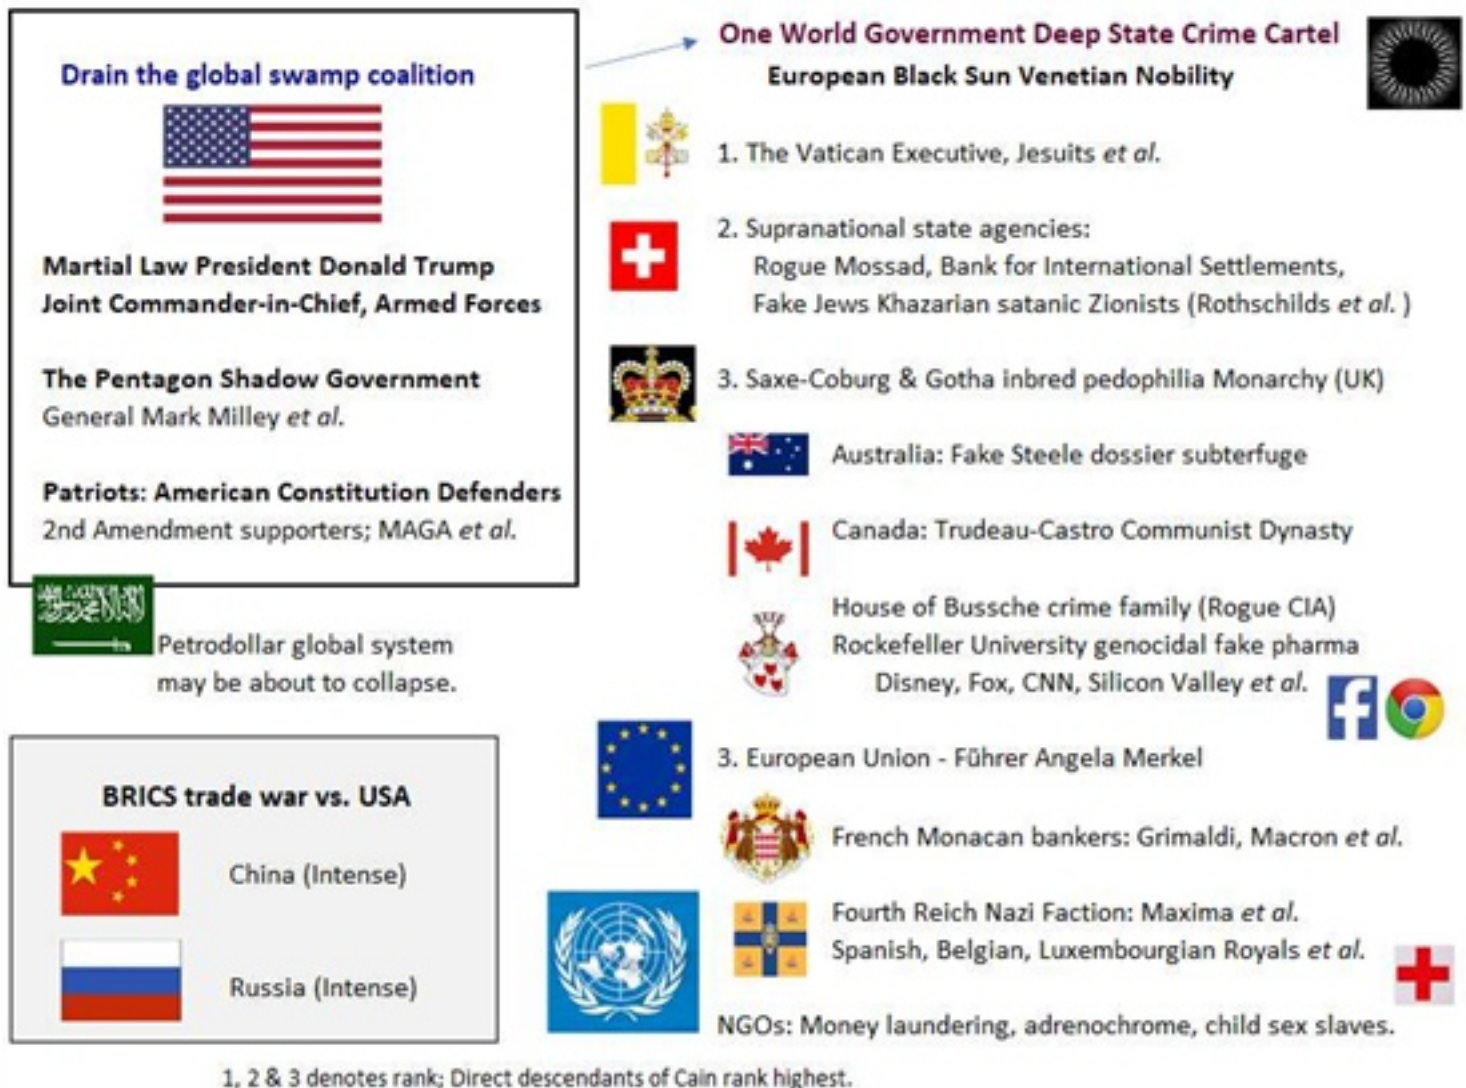 Drain the global swamp coalition
Martial Law President Donald Trump
Joint Commander-in-Chief, Armed Forces
The Pentagon Shadow Government
General Mark Milley et al.
Patriots: American Constitution Defenders
2nd Amendment supporters; MAGA et al.
Petrodollar global system
may be about to collapse.
BRICS trade war vs. USA
China (Intense)
Russia (Intense)
One World Government Deep State Crime Cartel
European Black Sun Venetian Nobility
1. The Vatican Executive, Jesuits et al.
2. Supranational state agencies:
Rogue Mossad, Bank for International Settlements,
Fake Jews Khazarian satanic Zionists (Rothschilds et al. )
3. Saxe-Coburg & Gotha inbred pedophilia Monarchy (UK)
Australia: Fake Steele dossier subterfuge
Canada: Trudeau-Castro Communist Dynasty
House of Bussche crime family (Rogue CIA)
Rockefeller University genocidal fake pharma
Disney, Fox, CNN, Silicon Valley et al.
3. European Union - Führer Angela Merkel
French Monacan bankers: Grimaldi, Macron et al.
Fourth Reich Nazi Faction: Maxima et al.
Spanish, Belgian, Luxembourgian Royals et al.
NGOs: Money laundering, adrenochrome, child sex slaves.
1, 2 & 3 denotes rank; Direct descendants of Cain rank highest.